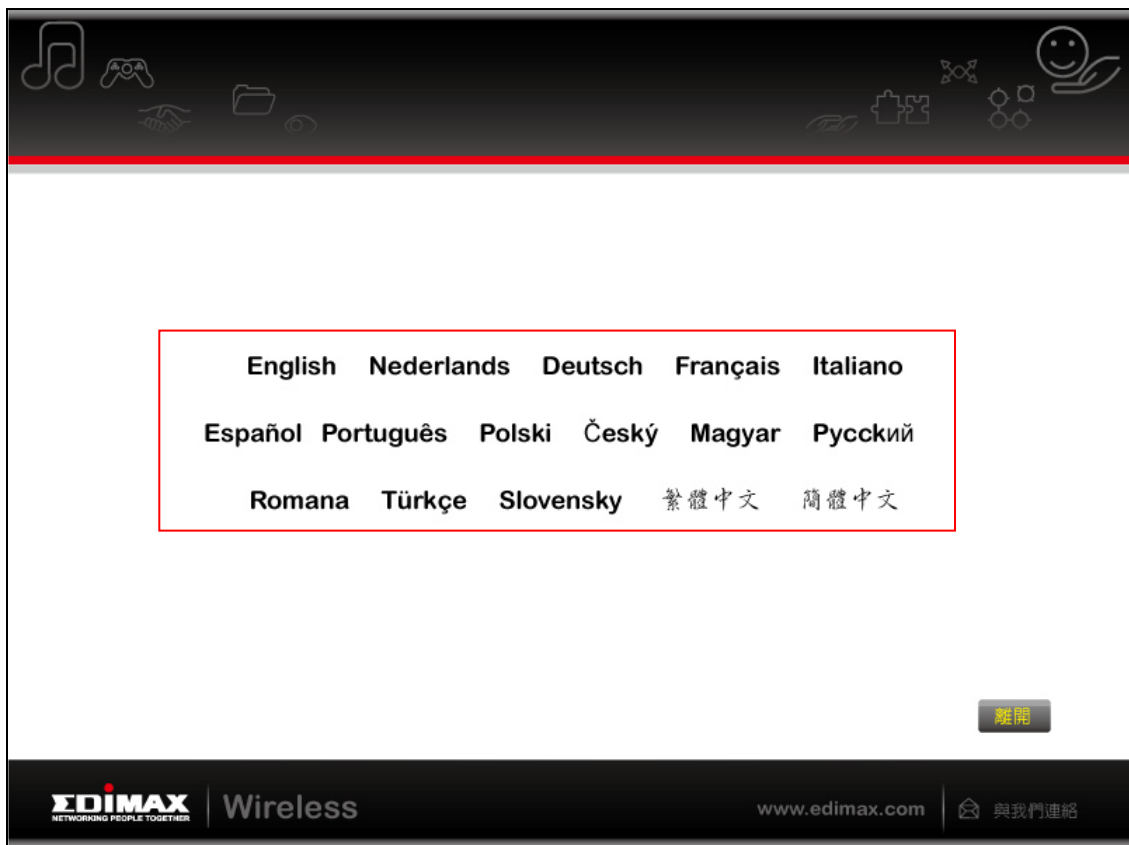 English Nederlands Deutsch Français Italiano
Español Português Polski Český Magyar Pyccкий
Romana Türkçe Slovensky 繁體中文 簡體中文
離開
EDIMAX
NETWORKING PEOPLE TOGETHER
Wireless
www.edimax.com
與我們連絡